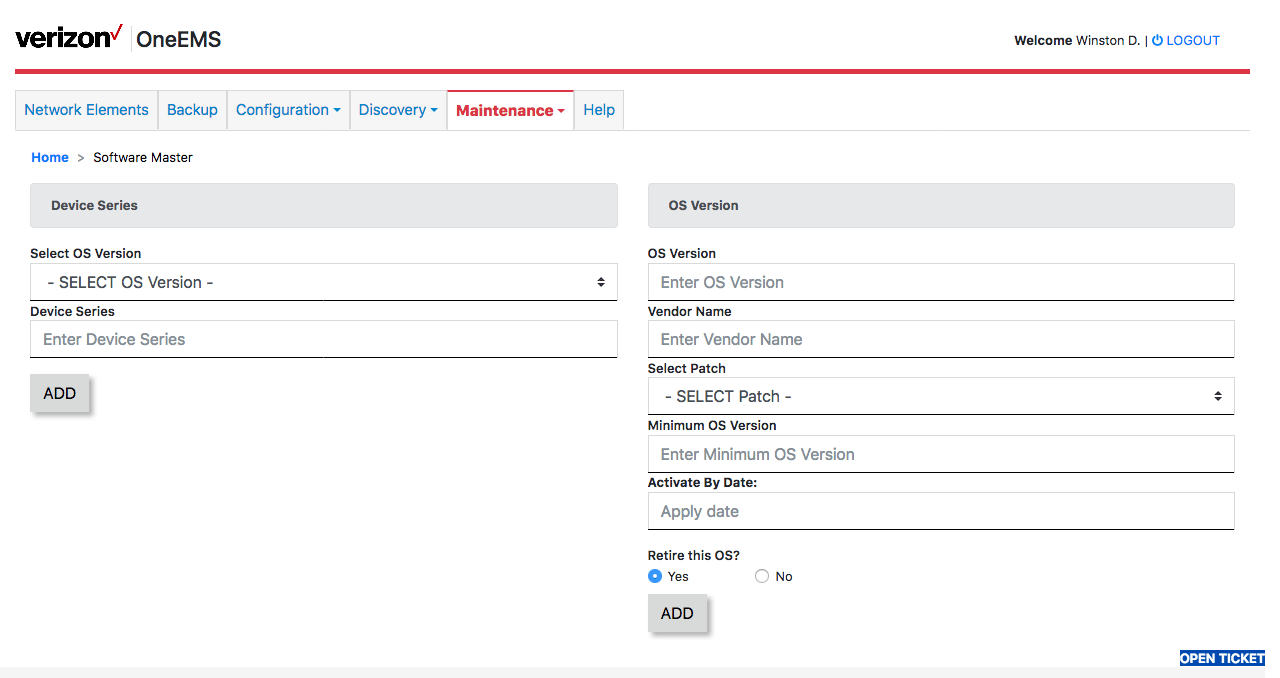 verizon OneEMS
Welcome Winston D. | LOGOUT
Network Elements Backup Configuration Discovery Maintenance Help
Home > Software Master
Device Series
Select OS Version
- SELECT OS Version -
Device Series
Enter Device Series
ADD
OS Version
OS Version
Enter OS Version
Vendor Name
Enter Vendor Name
Select Patch
- SELECT Patch -
Minimum OS Version
Enter Minimum OS Version
Activate By Date:
Apply date
Retire this OS?
Yes No
ADD
OPEN TICKET